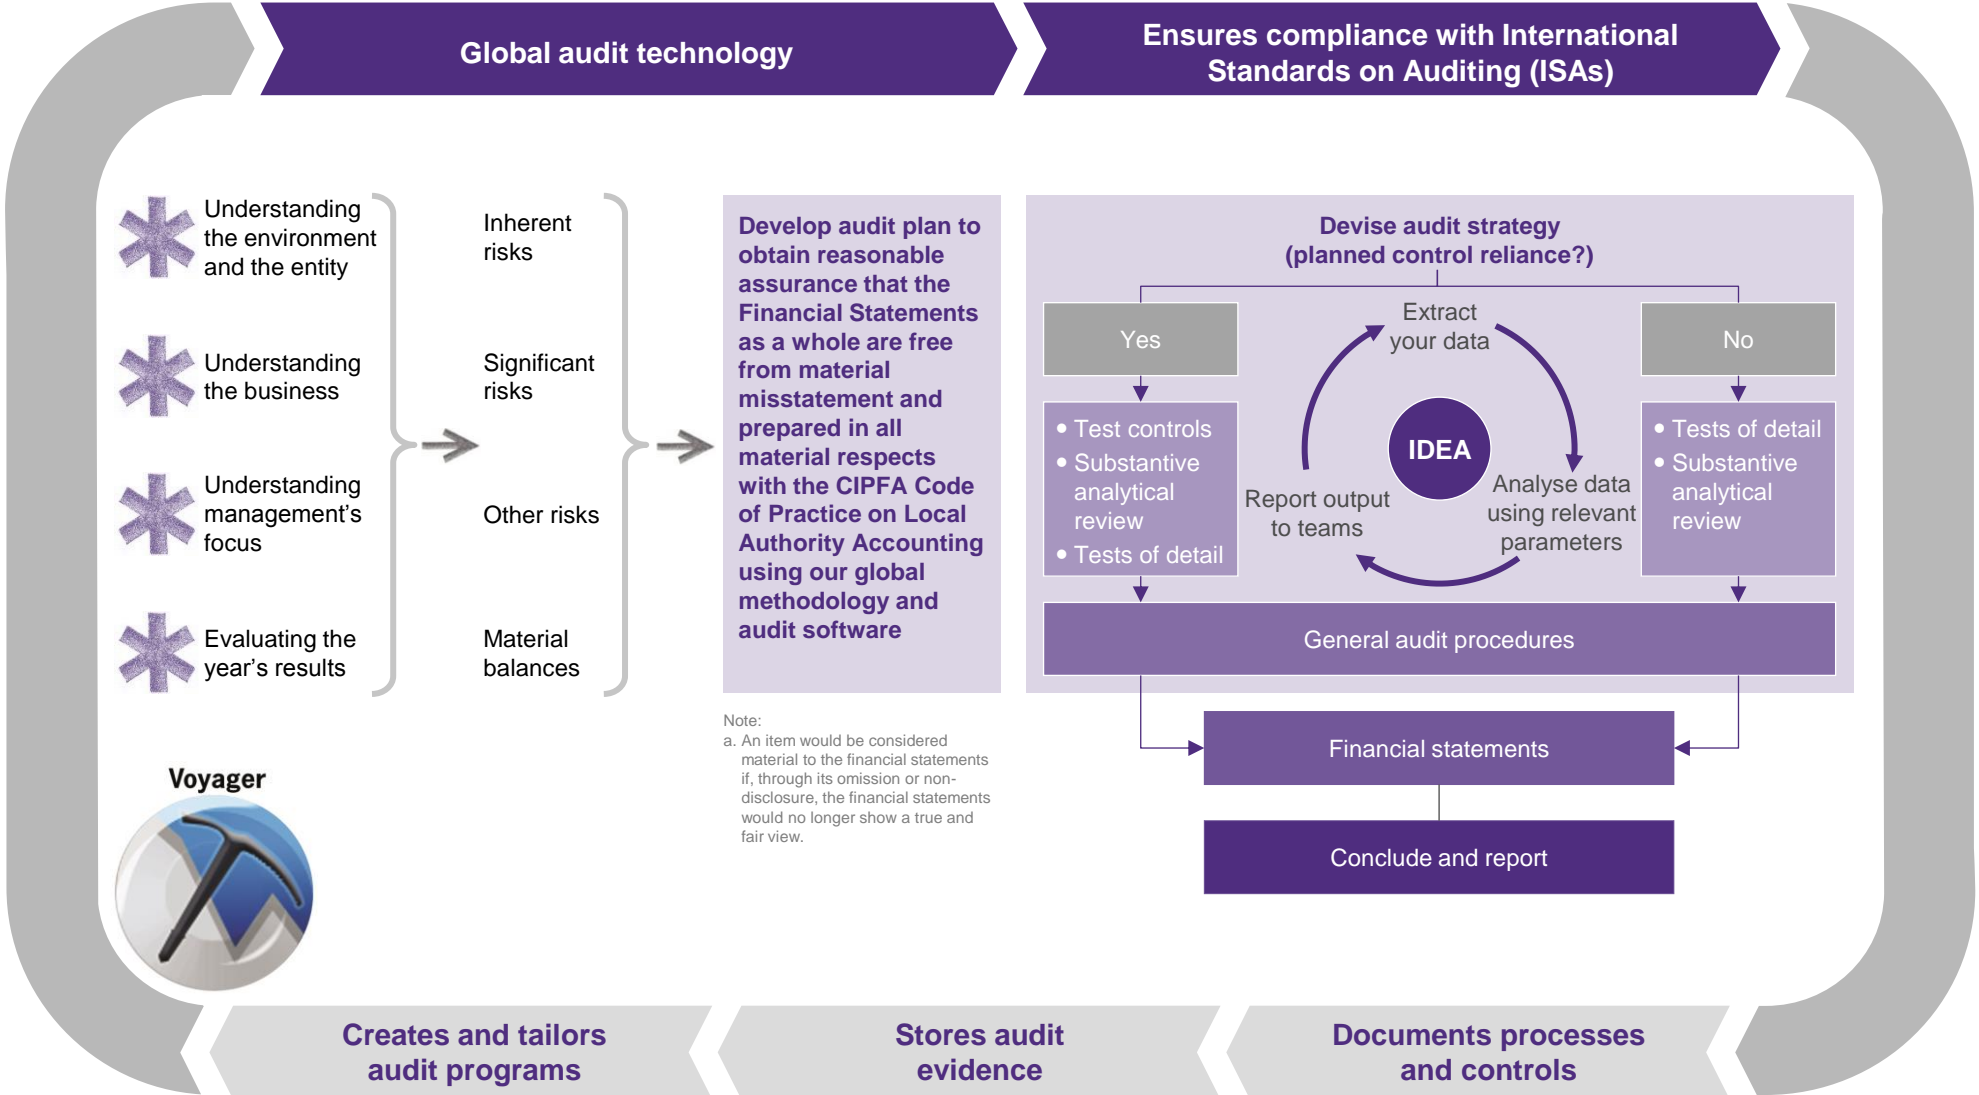 Global audit technology
Ensures compliance with International
Standards on Auditing (ISAs)
Understanding
the environment
and the entity
Understanding
the business
Understanding
management’s
focus
Evaluating the
year’s results
Inherent
risks
Significant
risks
Other risks
Material
balances
Develop audit plan to
obtain reasonable
assurance that the
Financial Statements
as a whole are free
from material
misstatement and
prepared in all
material respects
with the CIPFA Code
of Practice on Local
Authority Accounting
using our global
methodology and
audit software
Note:
a. An item would be considered
material to the financial statements
if, through its omission or non-
disclosure, the financial statements
would no longer show a true and
fair view.
Devise audit strategy
(planned control reliance?)
Yes
• Test controls
• Substantive
analytical
review
• Tests of detail
Extract
your data
IDEA
Analyse data
using relevant
parameters
Report output
to teams
No
• Tests of detail
• Substantive
analytical
review
General audit procedures
Financial statements
Conclude and report
Voyager
Creates and tailors
audit programs
Stores audit
evidence
Documents processes
and controls